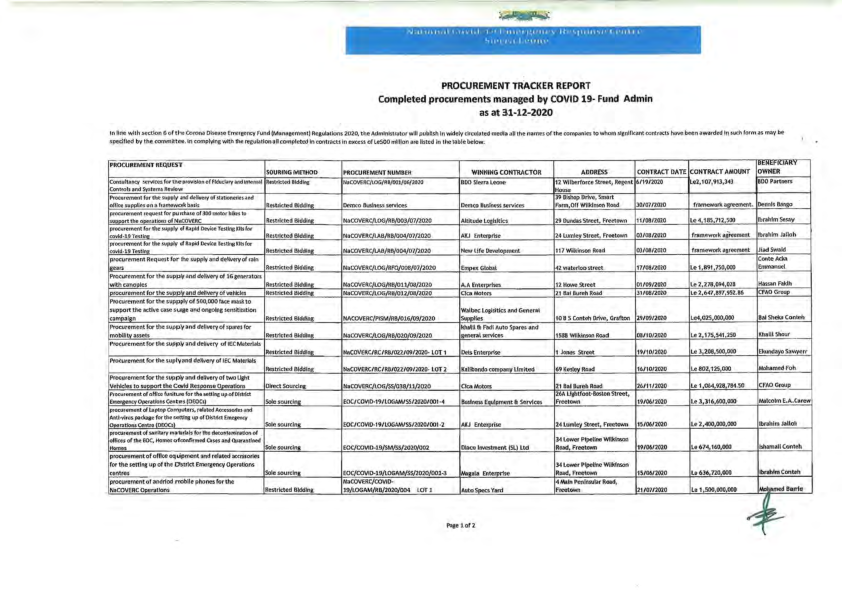 National Covid-19 Emergency Response Centre
Sierra Leone
PROCUREMENT TRACKER REPORT
Completed procurements managed by COVID 19- Fund Admin
as at 31-12-2020
In line with section 6 of the Corona Disease Emergency Fund (Management) Regulations 2020, the Administrator will publish in widely circulated media all the names of the companies to whom significant contracts have been awarded in such form as may be
specified by the committee. In complying with the regulation all completed in contracts in excess of Le500 million are listed in the table below.
PROCUREMENT REQUEST SOURING METHOD PROCUREMENT NUMBER WINNING CONTRACTOR ADDRESS CONTRACT DATE CONTRACT AMOUNT BENEFICIARY OWNER
Consultancy services for the provision of Fiduciary and Internal Controls and Systems Review Restricted Bidding NaCOVERC/LOG/RB/001/06/2020 BDO Sierra Leone 12 Wilberforce Street, Regent House 6/19/2020 Le2,107,913,343 BDO Partners
Procurement for the supply and delivery of stationeries and office supplies on a framework basis Restricted Bidding Demco Business services Demco Business services 39 Bishop Drive, Smart Farm,Off Wilkinson Road 30/07/2020 framework agreement. Dennis Bango
procurement request for purchase of 300 motor bikes to support the operations of NaCOVERC Restricted Bidding NaCOVERC/LOG/RB/003/07/2020 Altitude Logisitics 29 Dundas Street, Freetown 11/08/2020 Le 4,185,712,500 Ibrahim Sesay
procurement for the supply of Rapid Device Testing Kits for covid-19 Testing Restricted Bidding NaCOVERC/LAB/RB/004/07/2020 AKJ Enterprise 24 Lumley Street, Freetown 03/08/2020 framework agreement Ibrahim Jalloh
procurement for the supply of Rapid Device Testing Kits for covid-19 Testing Restricted Bidding NaCOVERC/LAB/RB/004/07/2020 New Life Development 117 Wilkinson Road 03/08/2020 framework agreement Jiad Swaid
procurement Request for the supply and delivery of rain gears Restricted Bidding NaCOVERC/LOG/RFQ/008/07/2020 Empex Global 42 waterloo street 17/08/2020 Le 1,891,750,000 Conte Acka Emmanuel
Procurement for the supply and delivery of 16 generators with canopies Restricted Bidding NaCOVERC/LOG/RB/011/08/2020 A.A Enterprises 12 Howe Street 01/09/2020 Le 2,278,094,028 Hassan Fakih
procurement for the supply and delivery of vehicles Restricted Bidding NaCOVERC/LOG/RB/012/08/2020 Cica Motors 21 Bai Bureh Road 31/08/2020 Le 2,647,897,952.86 CFAO Group
Procurement for the suppply of 500,000 face mask to support the active case usage and ongoing sensitization campaign Restricted Bidding NACOVERC/PGM/RB/016/09/2020 Waltec Logistics and General Supplies 10 B S Conteh Drive, Grafton 29/09/2020 Le4,025,000,000 Bai Sheka Conteh
Procurement for the supply and delivery of spares for mobility assets Restricted Bidding NaCOVERC/LOG/RB/020/09/2020 khalil & Fadi Auto Spares and general services 158B Wilkinson Road 08/10/2020 Le 2,175,541,250 Khalil Shour
Procurement for the supply and delivery of IEC Materials Restricted Bidding NaCOVERC/RC/RB/022/09/2020- LOT 1 Dels Enterprise 1 Jones Street 19/10/2020 Le 3,208,500,000 Ekundayo Sawyerr
Procurement for the suplyand delivery of IEC Materials Restricted Bidding NaCOVERC/RC/RB/022/09/2020- LOT 2 Kalibondo company Limited 69 Kissy Road 16/10/2020 Le 802,125,000 Mohamed Foh
Procurement for the supply and delivery of two Light Vehicles to support the Covid Response Operations Direct Sourcing NaCOVERC/LOG/SS/038/11/2020 Cica Motors 21 Bai Bureh Road 26/11/2020 Le 1,064,928,784.50 CFAO Group
Procurement of office funiture for the setting up of District Emergency Operations Centers (DEOCs) Sole sourcing EOC/COVID-19/LOGAM/SS/2020/001-4 Business Equipment & Services 26A Lightfoot-Boston Street, Freetown 19/06/2020 Le 3,316,600,000 Malcolm E.A.Carew
procurement of Laptop Computers, related Accessories and Anti-virus package for the setting up of District Emegency Operations Centre (DEOCs) Sole sourcing EOC/COVID-19/LOGAM/SS/2020/001-2 AKJ Enterprise 24 Lumley Street, Freetown 15/06/2020 Le 2,400,000,000 Ibrahim Jalloh
procurement of sanitary materials for the decontamination of offices of the EOC, Homes of confirmed Cases and Quarantined Homes Sole sourcing EOC/COVID-19/SM/SS/2020/002 Diaco Investment (SL) Ltd 34 Lower Pipeline Wilkinson Road, Freetown 19/06/2020 Le 674,160,000 Ishamail Conteh
procurement of office equipment and related accssories for the setting up of the District Emergency Operations centres Sole sourcing EOC/COVID-19/LOGAM/SS/2020/001-3 Magaia Enterprise 34 Lower Pipeline Wilkinson Road, Freetown 15/06/2020 Le 636,720,000 Ibrahim Conteh
procurement of andriod mobile phones for the NaCOVERC Operations Restricted Bidding NaCOVERC/COVID-19/LOGAM/RB/2020/004 LOT 1 Auto Specs Yard 4 Main Peninsular Road, Freetown 21/07/2020 Le 1,500,000,000 Mohamed Barrie
Page 1 of 2